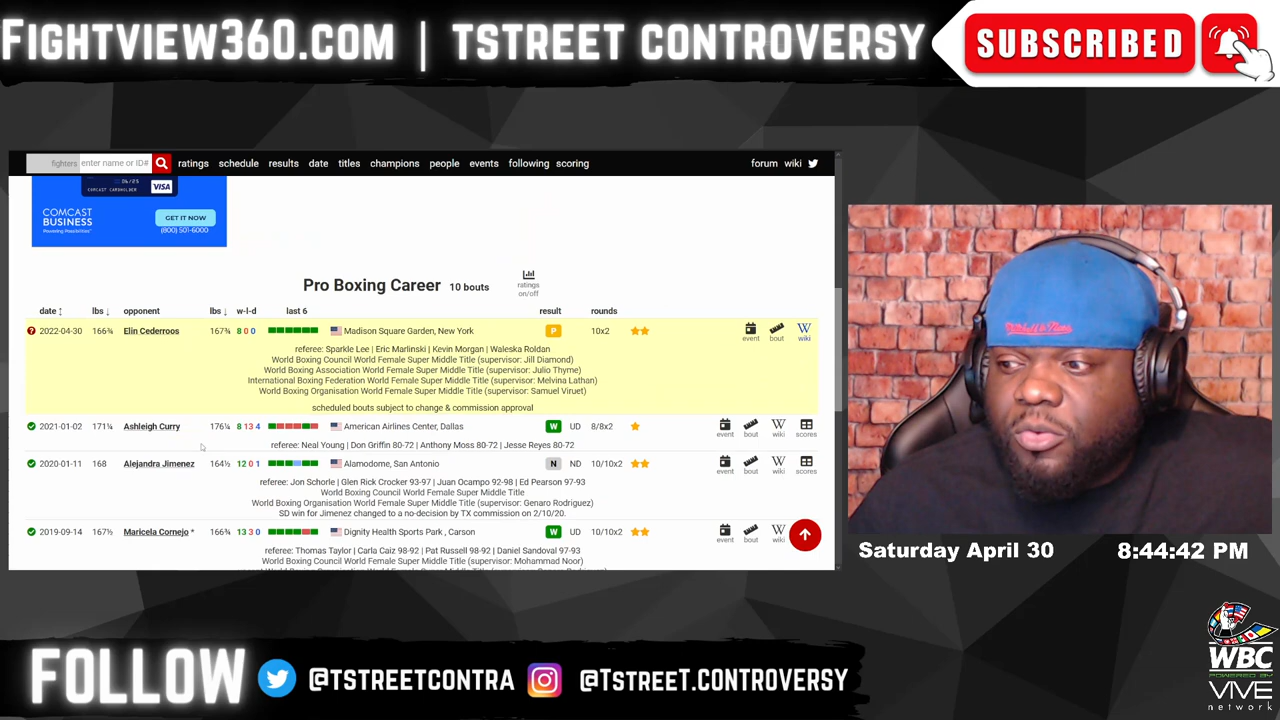 FIGHTVIEW360.COM | TSTREET CONTROVERSY
SUBSCRIBED
fighters enter name or ID# ratings schedule results date titles champions people events following scoring forum wiki
COMCAST CARDHOLDER 06/25 VISA
COMCAST
BUSINESS
Powering Possibilities
GET IT NOW
(800) 501-6000
Pro Boxing Career 10 bouts ratings on/off
date lbs opponent lbs w-l-d last 6 result rounds
2022-04-30 166¾ Elin Cederroos 167¾ 8 0 0 Madison Square Garden, New York P 10x2 event bout wiki
referee: Sparkle Lee | Eric Marlinski | Kevin Morgan | Waleska Roldan
World Boxing Council World Female Super Middle Title (supervisor: Jill Diamond)
World Boxing Association World Female Super Middle Title (supervisor: Julio Thyme)
International Boxing Federation World Female Super Middle Title (supervisor: Melvina Lathan)
World Boxing Organisation World Female Super Middle Title (supervisor: Samuel Viruet)
scheduled bouts subject to change & commission approval
2021-01-02 171¼ Ashleigh Curry 176¼ 8 13 4 American Airlines Center, Dallas W UD 8/8x2 event bout wiki scores
referee: Neal Young | Don Griffin 80-72 | Anthony Moss 80-72 | Jesse Reyes 80-72
2020-01-11 168 Alejandra Jimenez 164½ 12 0 1 Alamodome, San Antonio N ND 10/10x2 event bout wiki scores
referee: Jon Schorle | Glen Rick Crocker 93-97 | Juan Ocampo 92-98 | Ed Pearson 97-93
World Boxing Council World Female Super Middle Title
World Boxing Organisation World Female Super Middle Title (supervisor: Genaro Rodriguez)
SD win for Jimenez changed to a no-decision by TX commission on 2/10/20.
2019-09-14 167½ Maricela Cornejo * 166¾ 13 3 0 Dignity Health Sports Park , Carson W UD 10/10x2 event bout wiki
referee: Thomas Taylor | Carla Caiz 98-92 | Pat Russell 98-92 | Daniel Sandoval 97-93
World Boxing Council World Female Super Middle Title (supervisor: Mohammad Noor)
Saturday April 30 8:44:42 PM
FOLLOW @TSTREETCONTRA @TSTREET.CONTROVERSY
WBC
POWERED BY
VIVE
network